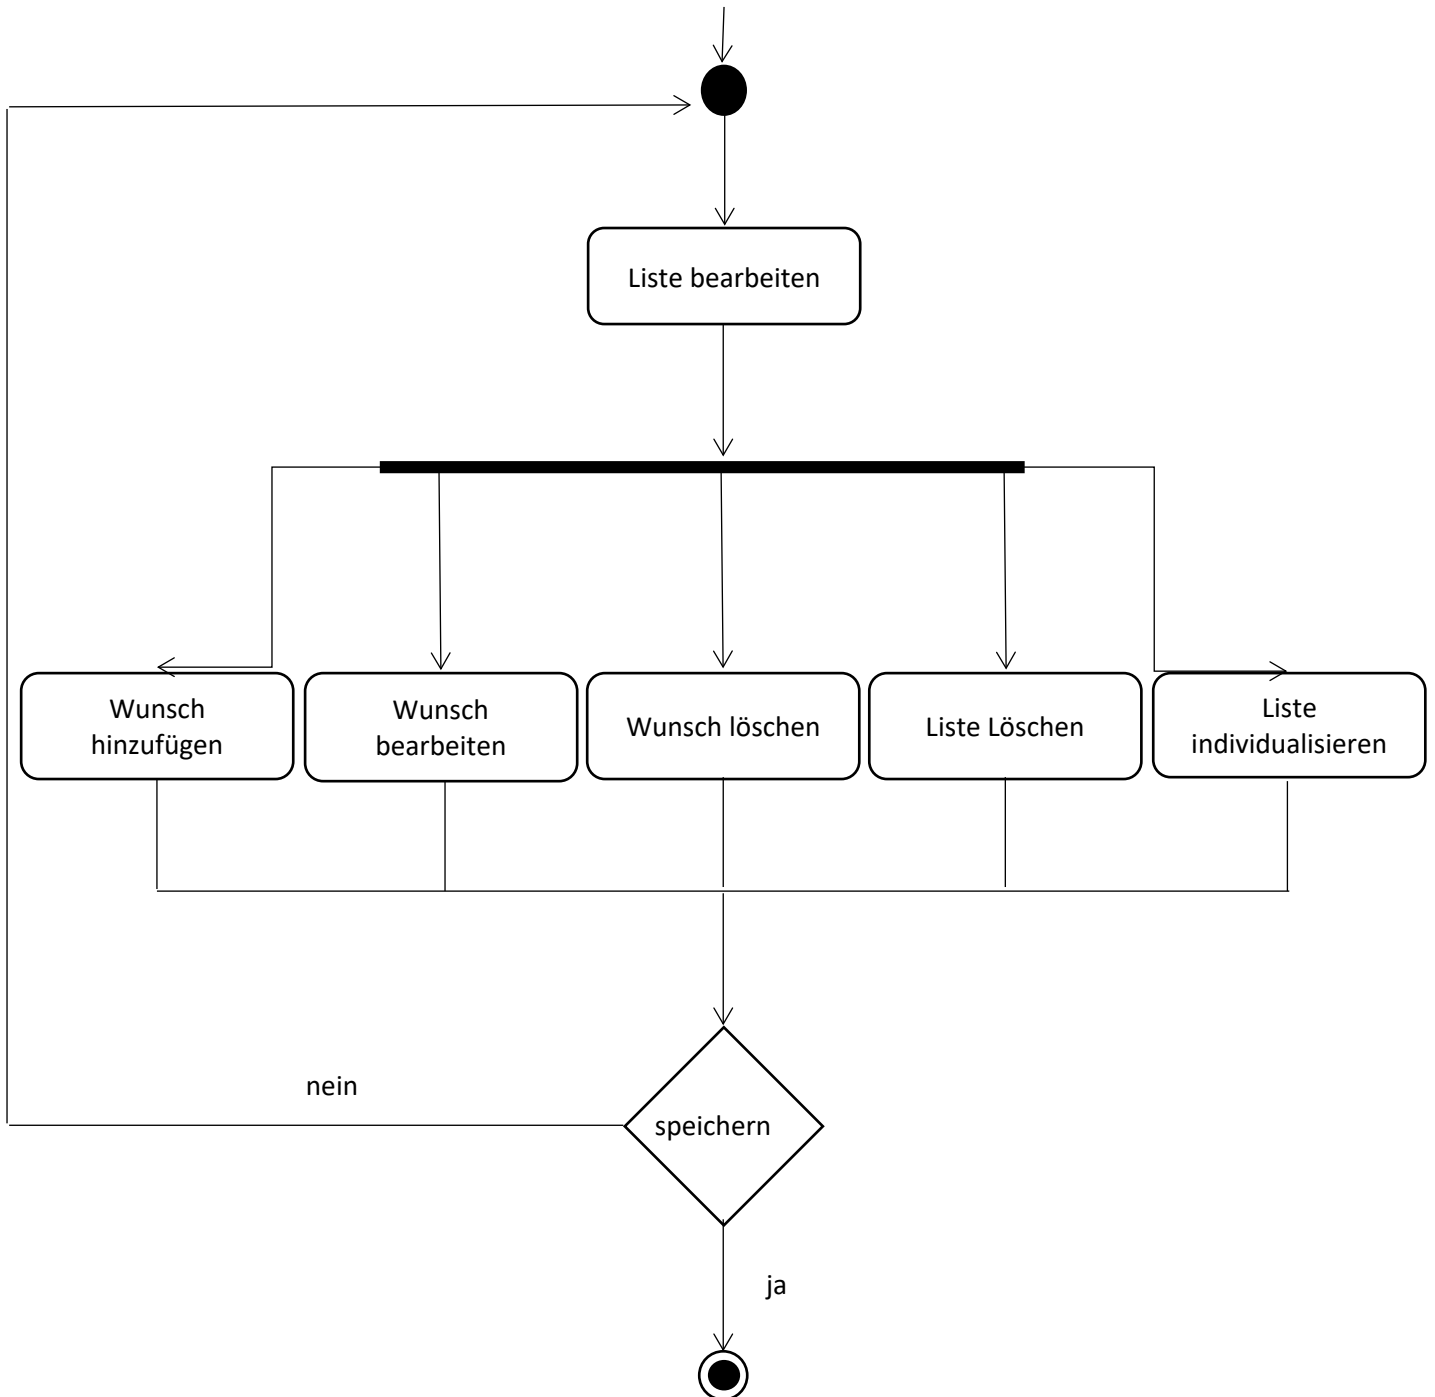 Liste bearbeiten
Wunsch
hinzufügen
Wunsch
bearbeiten
Wunsch löschen
Liste Löschen
Liste
individualisieren
nein
speichern
ja